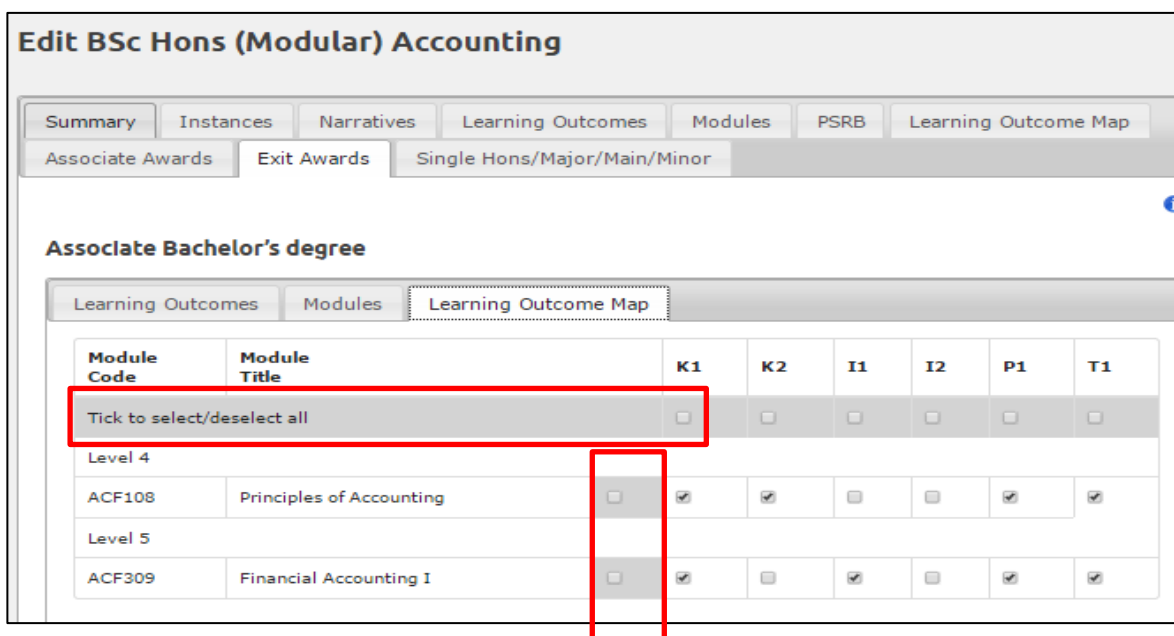 Edit BSc Hons (Modular) Accounting
Summary Instances Narratives Learning Outcomes Modules PSRB Learning Outcome Map
Associate Awards Exit Awards Single Hons/Major/Main/Minor
Associate Bachelor's degree
Learning Outcomes Modules Learning Outcome Map
Module Code Module Title K1 K2 I1 I2 P1 T1
Tick to select/deselect all
Level 4
ACF108 Principles of Accounting
Level 5
ACF309 Financial Accounting I